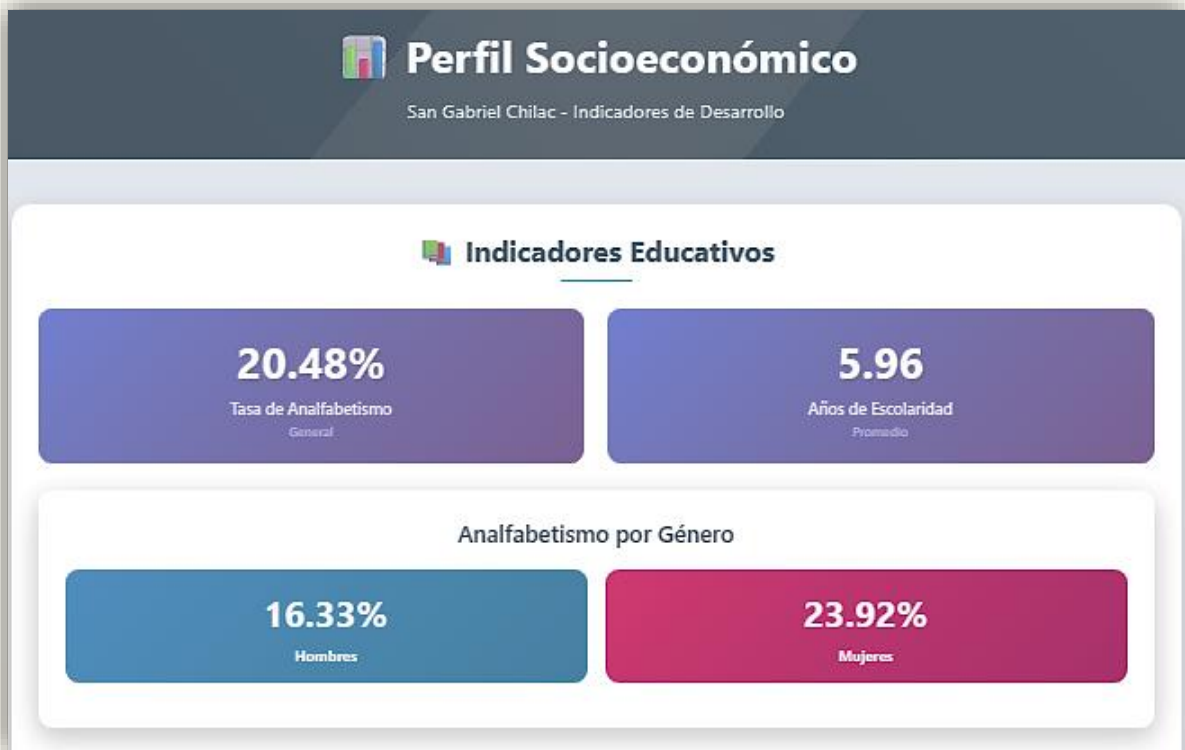 Perfil Socioeconómico
San Gabriel Chilac - Indicadores de Desarrollo
Indicadores Educativos
20.48%
Tasa de Analfabetismo
General
5.96
Años de Escolaridad
Promedio
Analfabetismo por Género
16.33%
Hombres
23.92%
Mujeres